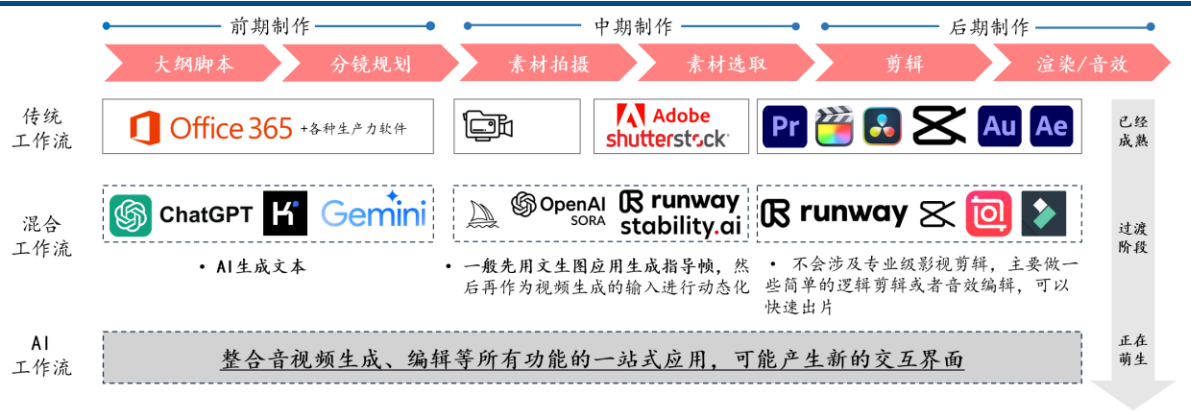 前期制作
中期制作
后期制作
大纲脚本
分镜规划
素材拍摄
素材选取
剪辑
渲染/音效
传统
工作流
Office 365 +各种生产力软件
Adobe
shutterstock
Pr
Au
Ae
已经
成熟
混合
工作流
ChatGPT
K
Gemini
OpenAI
SORA
runway
stability.ai
runway
过渡
阶段
• AI生成文本
• 一般先用文生图应用生成指导帧，然
后再作为视频生成的输入进行动态化
• 不会涉及专业级影视剪辑，主要做一
些简单的逻辑剪辑或者音效编辑，可以
快速出片
AI
工作流
整合音视频生成、编辑等所有功能的一站式应用，可能产生新的交互界面
正在
萌生